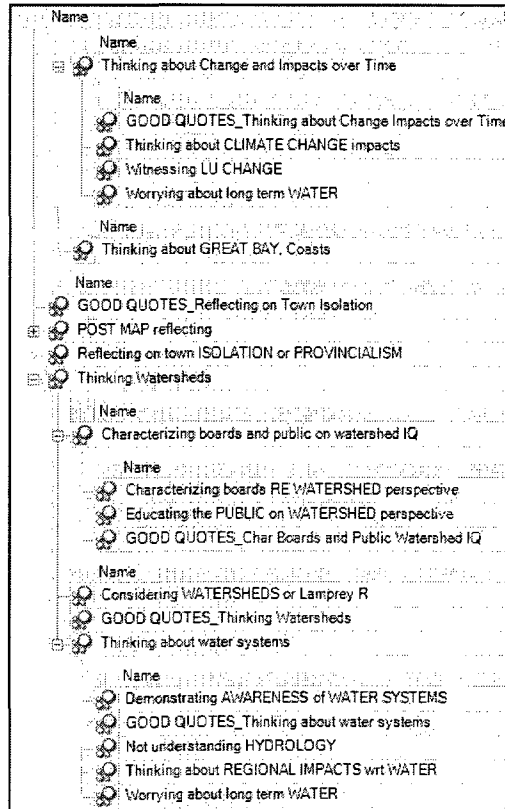 Name
Name
Thinking about Change and Impacts over Time
Name
GOOD QUOTES_Thinking about Change Impacts over Time
Thinking about CLIMATE CHANGE impacts
Witnessing LU CHANGE
Worrying about long term WATER
Name
Thinking about GREAT BAY, Coasts
Name
GOOD QUOTES_Reflecting on Town Isolation
POST MAP reflecting
Reflecting on town ISOLATION or PROVINCIALISM
Thinking Watersheds
Name
Characterizing boards and public on watershed IQ
Name
Characterizing boards RE WATERSHED perspective
Educating the PUBLIC on WATERSHED perspective
GOOD QUOTES_Char Boards and Public Watershed IQ
Name
Considering WATERSHEDS or Lamprey R
GOOD QUOTES_Thinking Watersheds
Thinking about water systems
Name
Demonstrating AWARENESS of WATER SYSTEMS
GOOD QUOTES_Thinking about water systems
Not understanding HYDROLOGY
Thinking about REGIONAL IMPACTS wrt WATER
Worrying about long term WATER